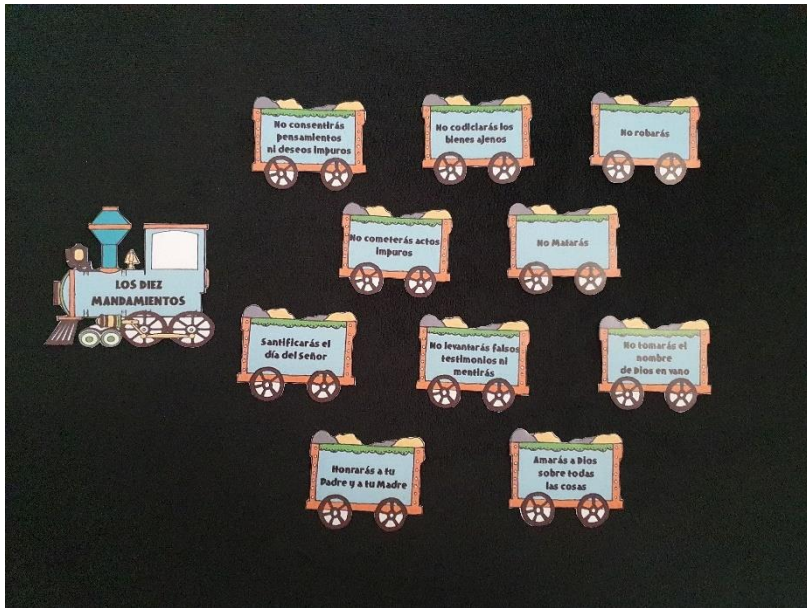 LOS DIEZ
MANDAMIENTOS
No consentirás
pensamientos
ni deseos impuros
No codiciarás los
bienes ajenos
No robarás
No cometerás actos
impuros
No Matarás
Santificarás el
día del Señor
No levantarás falsos
testimonios ni
mentirás
No tomarás el
nombre
de Dios en vano
Honrarás a tu
Padre y a tu Madre
Amarás a Dios
sobre todas
las cosas